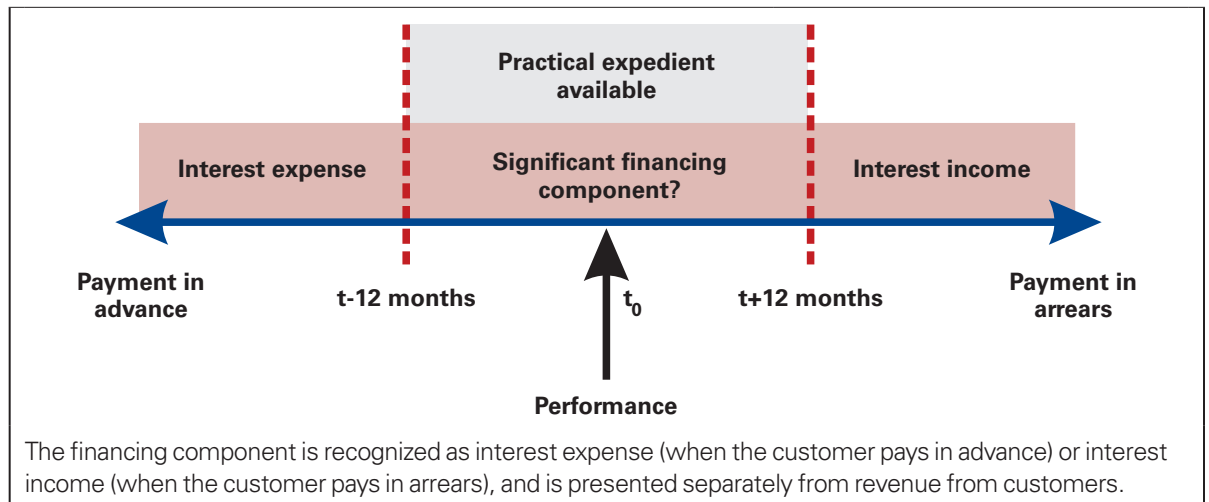 Practical expedient
available
Interest expense
Significant financing
component?
Interest income
Payment in
advance
t-12 months
t0
t+12 months
Payment in
arrears
Performance
The financing component is recognized as interest expense (when the customer pays in advance) or interest
income (when the customer pays in arrears), and is presented separately from revenue from customers.